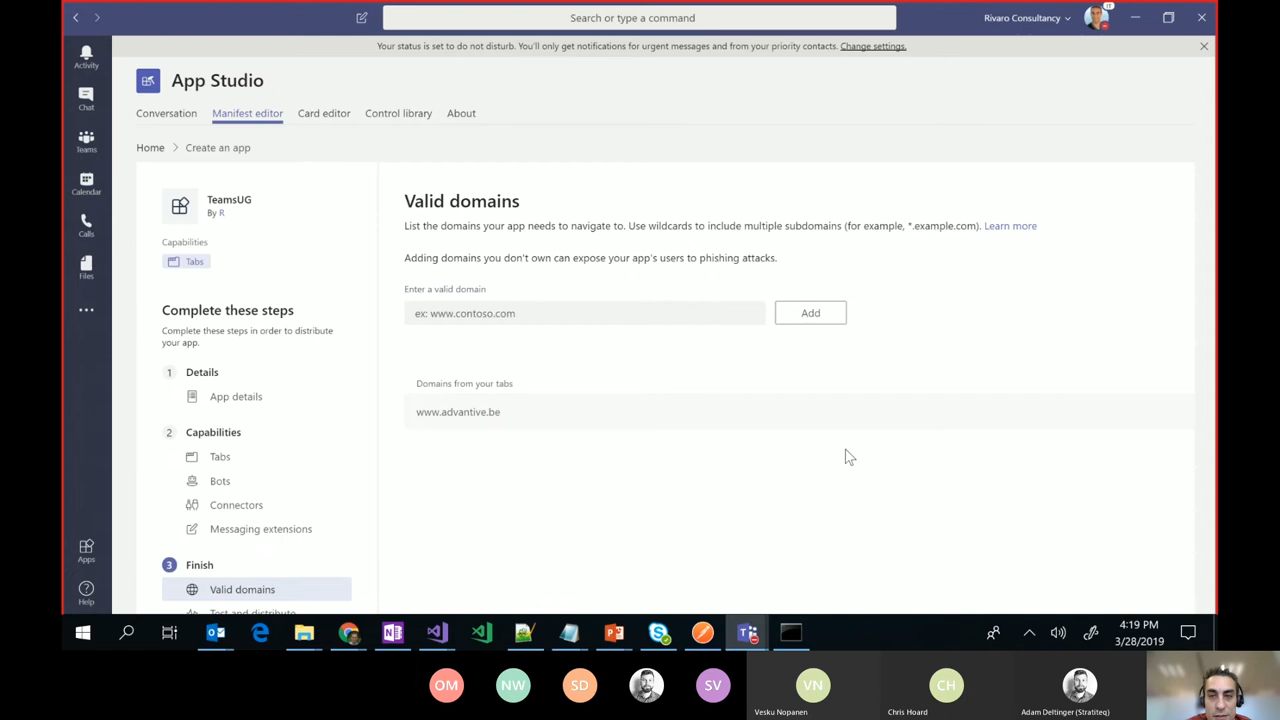 Search or type a command
Rivaro Consultancy
IT
Your status is set to do not disturb. You'll only get notifications for urgent messages and from your priority contacts. Change settings.
Activity
Chat
Teams
Calendar
Calls
Files
Apps
Help
App Studio
Conversation
Manifest editor
Card editor
Control library
About
Home > Create an app
TeamsUG
By R
Capabilities
Tabs
Complete these steps
Complete these steps in order to distribute
your app.
1 Details
App details
2 Capabilities
Tabs
Bots
Connectors
Messaging extensions
3 Finish
Valid domains
Test and distribute
Valid domains
List the domains your app needs to navigate to. Use wildcards to include multiple subdomains (for example, *.example.com). Learn more
Adding domains you don't own can expose your app's users to phishing attacks.
Enter a valid domain
ex: www.contoso.com
Add
Domains from your tabs
www.advantive.be
4:19 PM
3/28/2019
OM
NW
SD
SV
VN
Vesku Nopanen
CH
Chris Hoard
Adam Deltinger (Stratiteq)